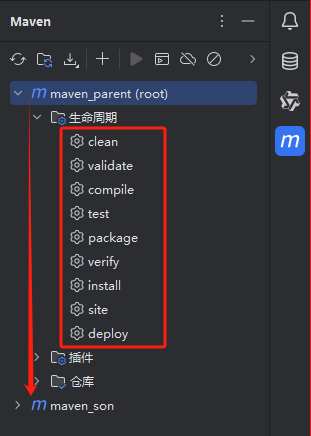 Maven
m maven_parent (root)
生命周期
clean
validate
compile
test
package
verify
install
site
deploy
插件
仓库
m maven_son
m